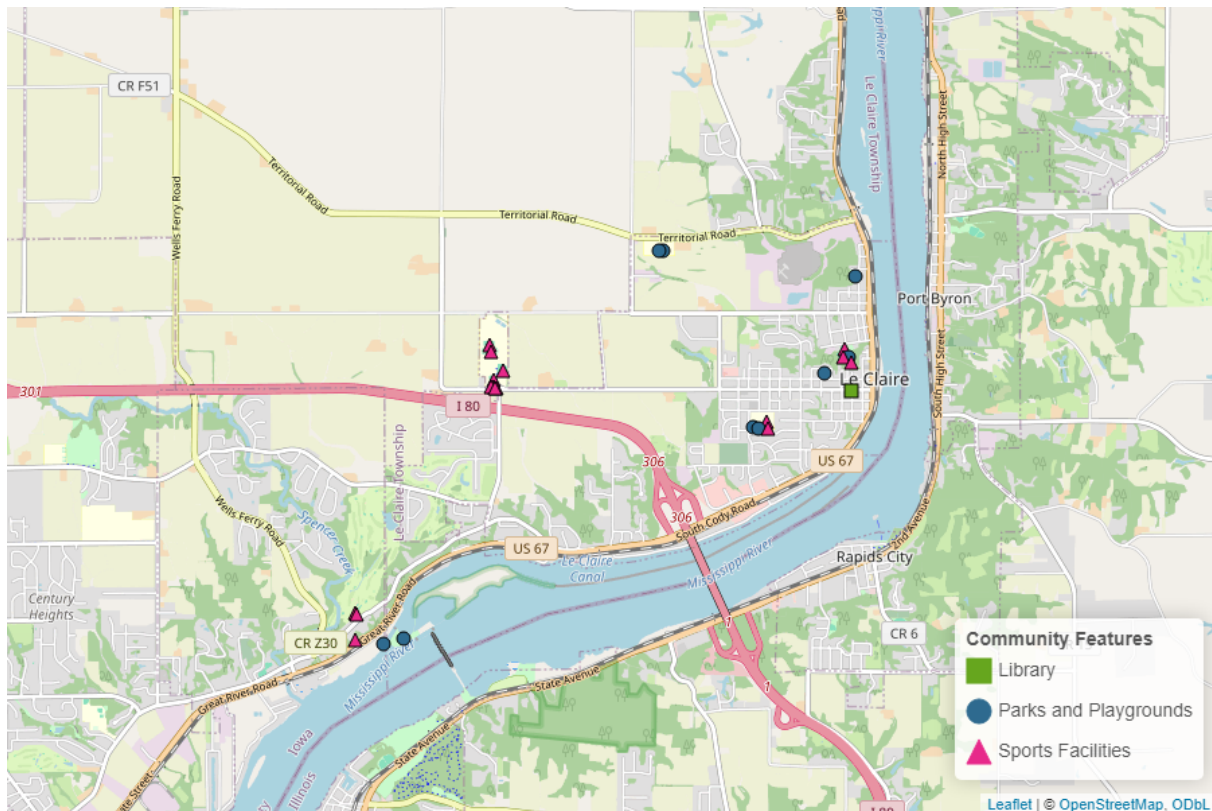 CR F51
Wells Ferry Road
Territorial Road
Territorial Road
Territorial Road
Mississippi River
Le Claire Township
North High Street
Port Byron
South High Street
Le Claire
301
I 80
306
306
US 67
Le Claire Township
Wells Ferry Road
Spencer Creek
US 67
South Cody Road
Le Claire
Canal
Mississippi River
2nd Avenue
Rapids City
Century
Heights
CR Z30
Great River Road
Great River Road
Mississippi River
State Avenue
State Avenue
Iowa
Illinois
1
1
CR 6
I 80
Community Features
Library
Parks and Playgrounds
Sports Facilities
Leaflet | © OpenStreetMap, ODbL